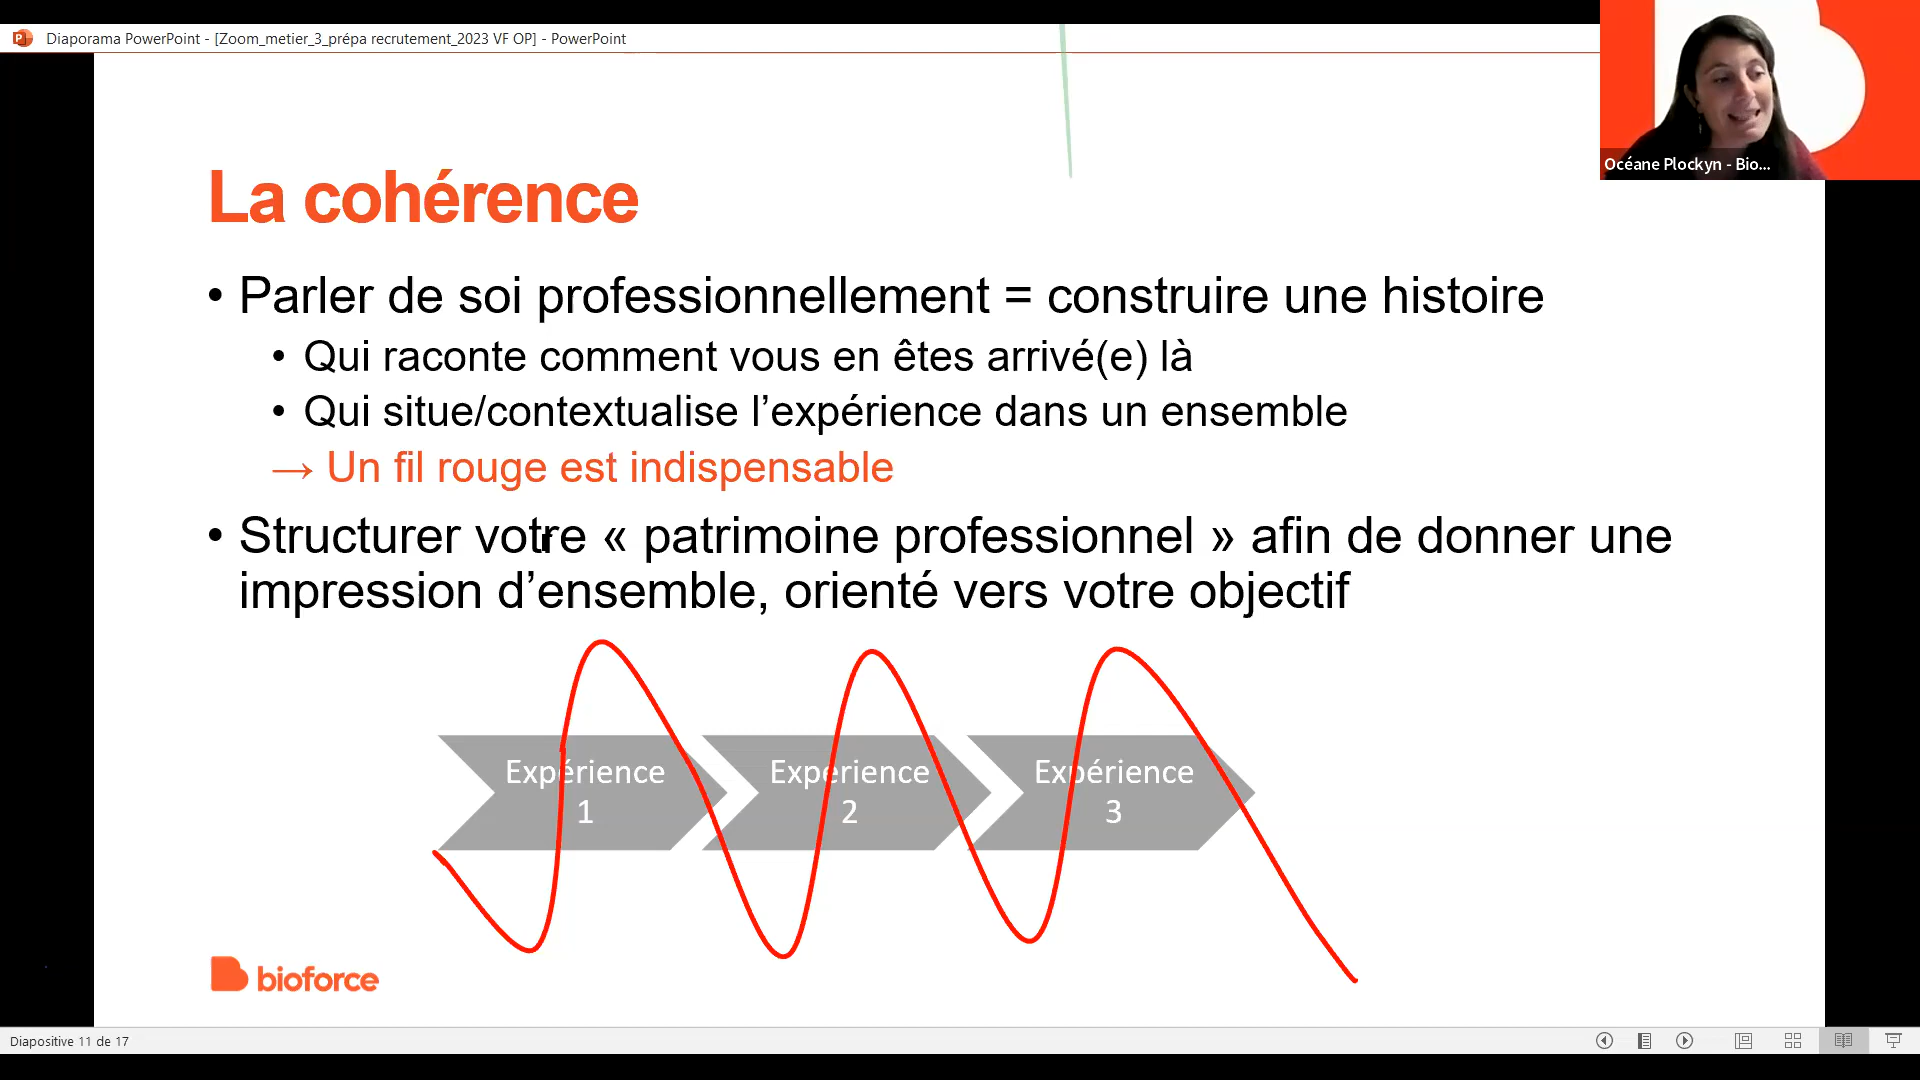 Diaporama PowerPoint - [Zoom_metier_3_prépa recrutement_2023 VF OP] - PowerPoint
Océane Plockyn - Bio...
La cohérence
• Parler de soi professionnellement = construire une histoire
• Qui raconte comment vous en êtes arrivé(e) là
• Qui situe/contextualise l’expérience dans un ensemble
→ Un fil rouge est indispensable
• Structurer votre « patrimoine professionnel » afin de donner une
impression d’ensemble, orienté vers votre objectif
Expérience
1
Expérience
2
Expérience
3
bioforce
Diapositive 11 de 17